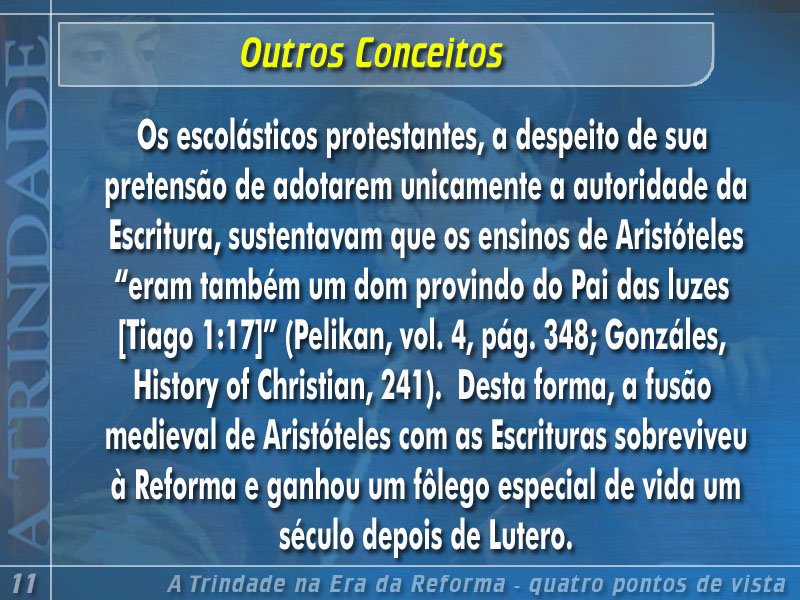 Outros Conceitos
Os escolásticos protestantes, a despeito de sua
pretensão de adotarem unicamente a autoridade da
Escritura, sustentavam que os ensinos de Aristóteles
“eram também um dom provindo do Pai das luzes
[Tiago 1:17]” (Pelikan, vol. 4, pág. 348; Gonzáles,
History of Christian, 241).  Desta forma, a fusão
medieval de Aristóteles com as Escrituras sobreviveu
à Reforma e ganhou um fôlego especial de vida um
século depois de Lutero.
A TRINDADE
11
A Trindade na Era da Reforma - quatro pontos de vista